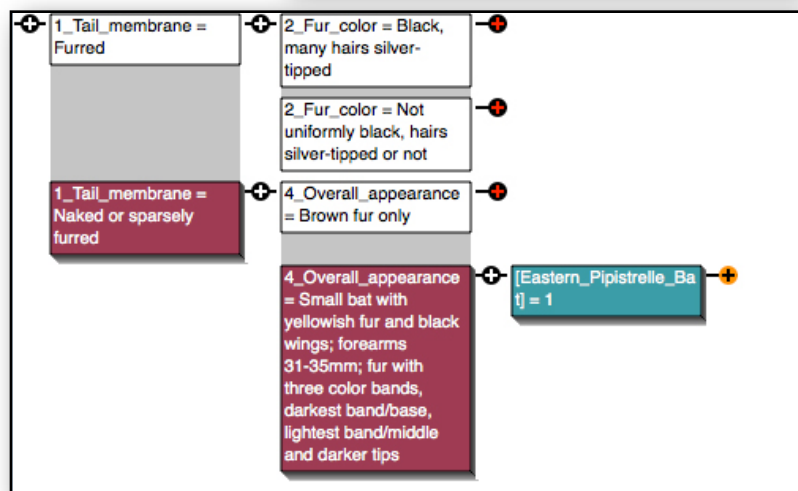 1_Tail_membrane =
Furred
2_Fur_color = Black,
many hairs silver-
tipped
2_Fur_color = Not
uniformly black, hairs
silver-tipped or not
1_Tail_membrane =
Naked or sparsely
furred
4_Overall_appearance
= Brown fur only
4_Overall_appearance
= Small bat with
yellowish fur and black
wings; forearms
31-35mm; fur with
three color bands,
darkest band/base,
lightest band/middle
and darker tips
[Eastern_Pipistrelle_Ba
t] = 1